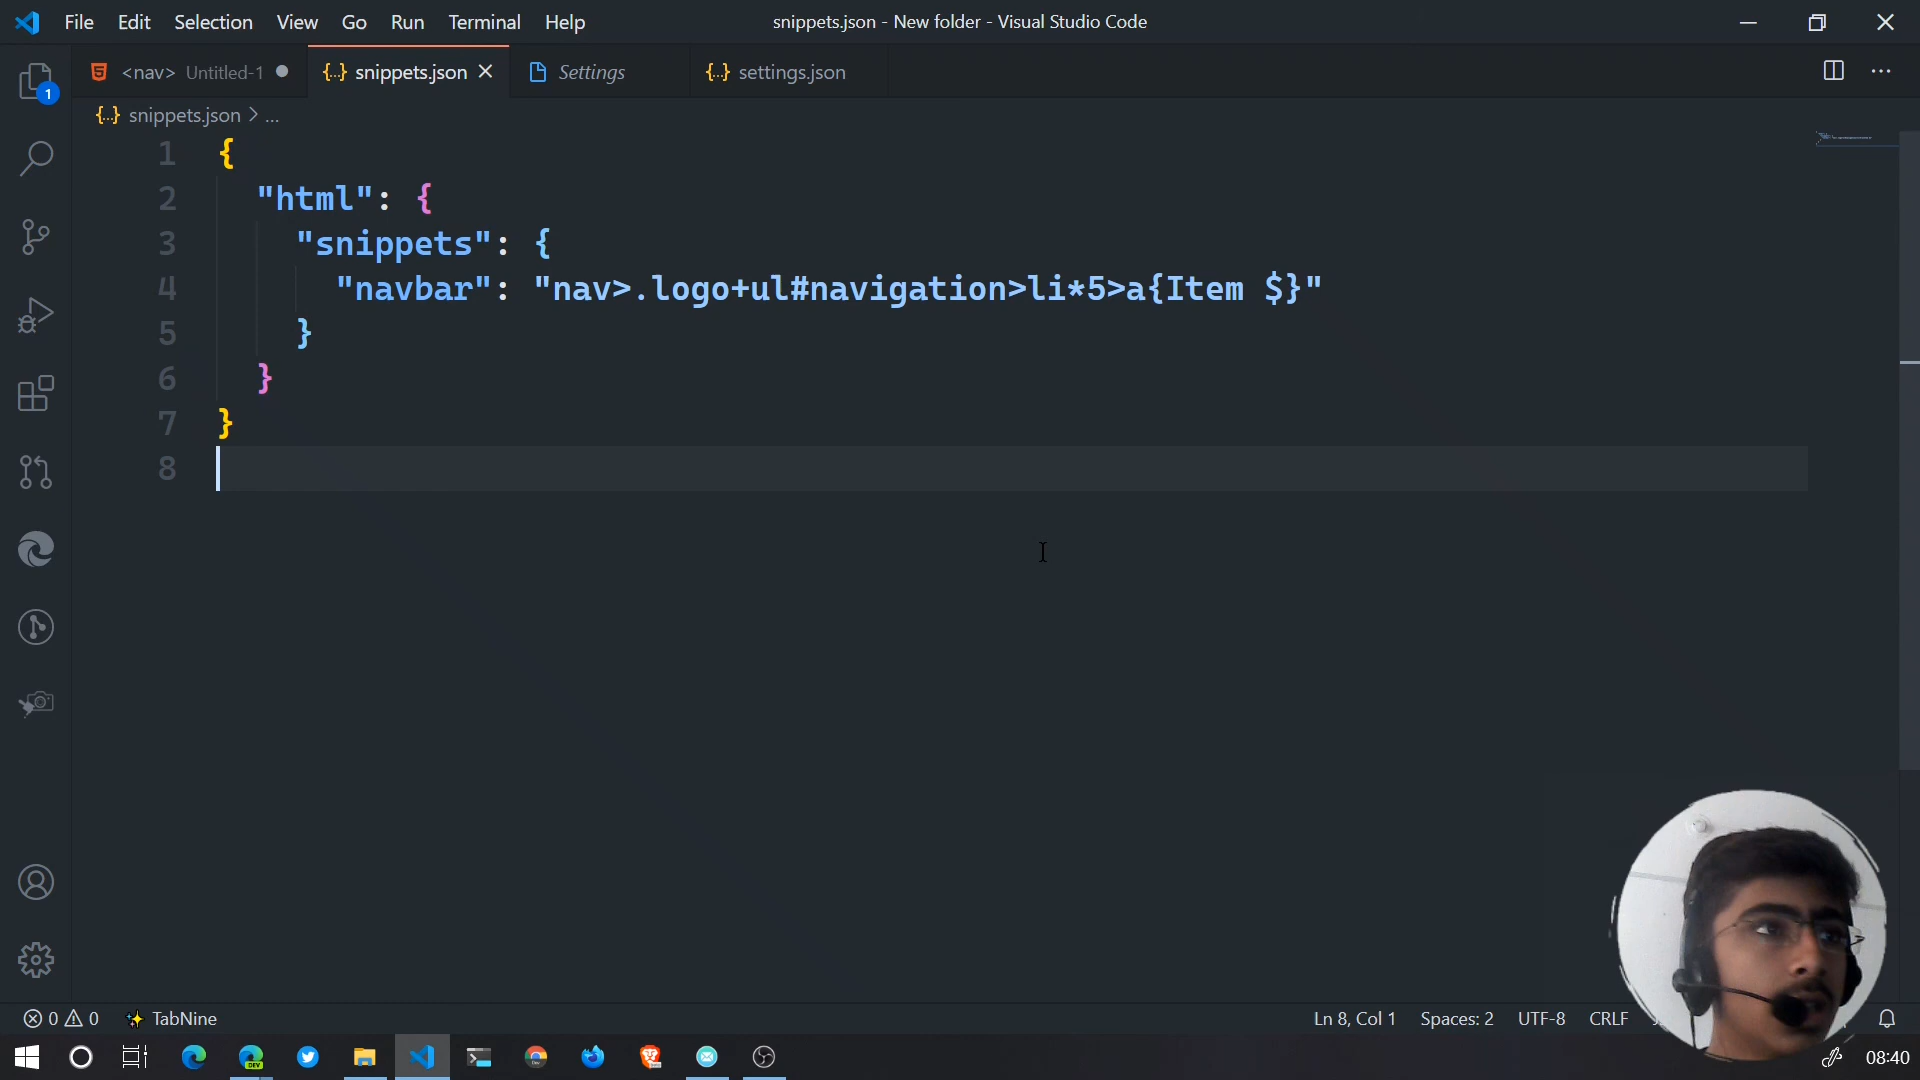 File Edit Selection View Go Run Terminal Help snippets.json - New folder - Visual Studio Code
<nav> Untitled-1 {..} snippets.json Settings {..} settings.json
1
{..} snippets.json > ...
1 {
2 "html": {
3 "snippets": {
4 "navbar": "nav>.logo+ul#navigation>li*5>a{Item $}"
5 }
6 }
7 }
8
0 0 TabNine Ln 8, Col 1 Spaces: 2 UTF-8 CRLF
DEV Dev 08:40